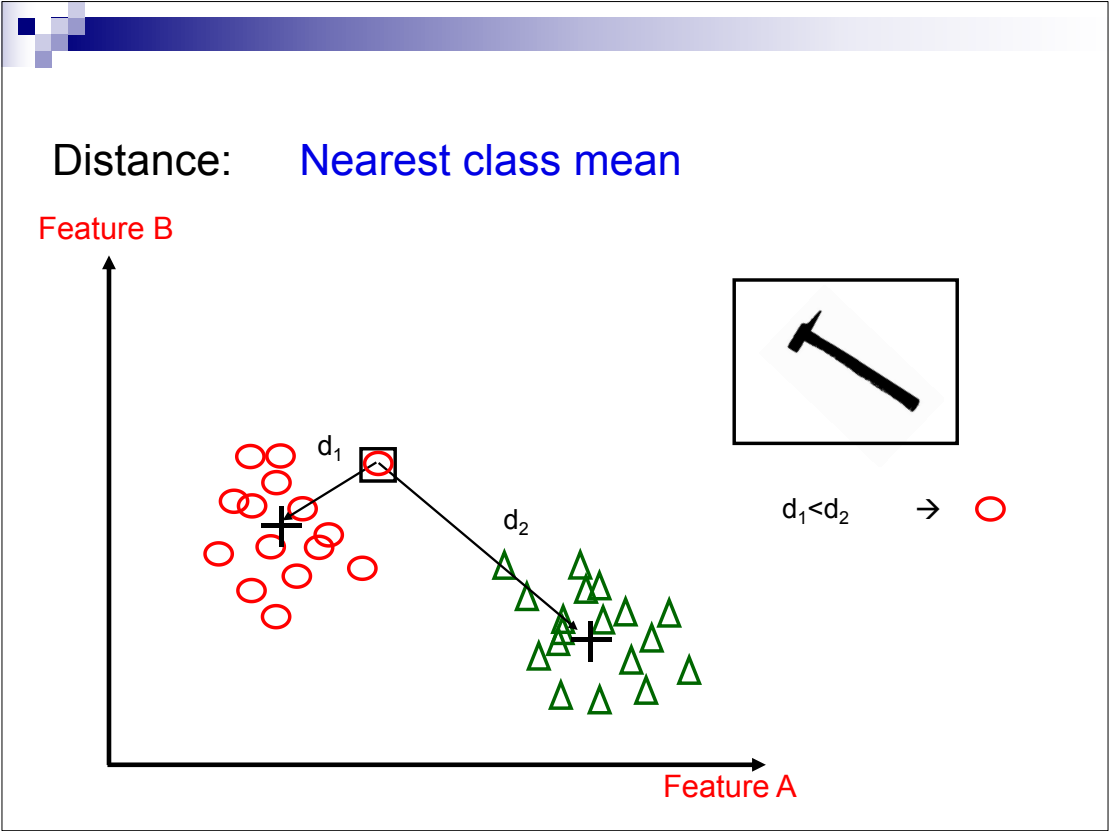 Distance: Nearest class mean
Feature B
d₁
d₂
d₁<d₂ →
Feature A